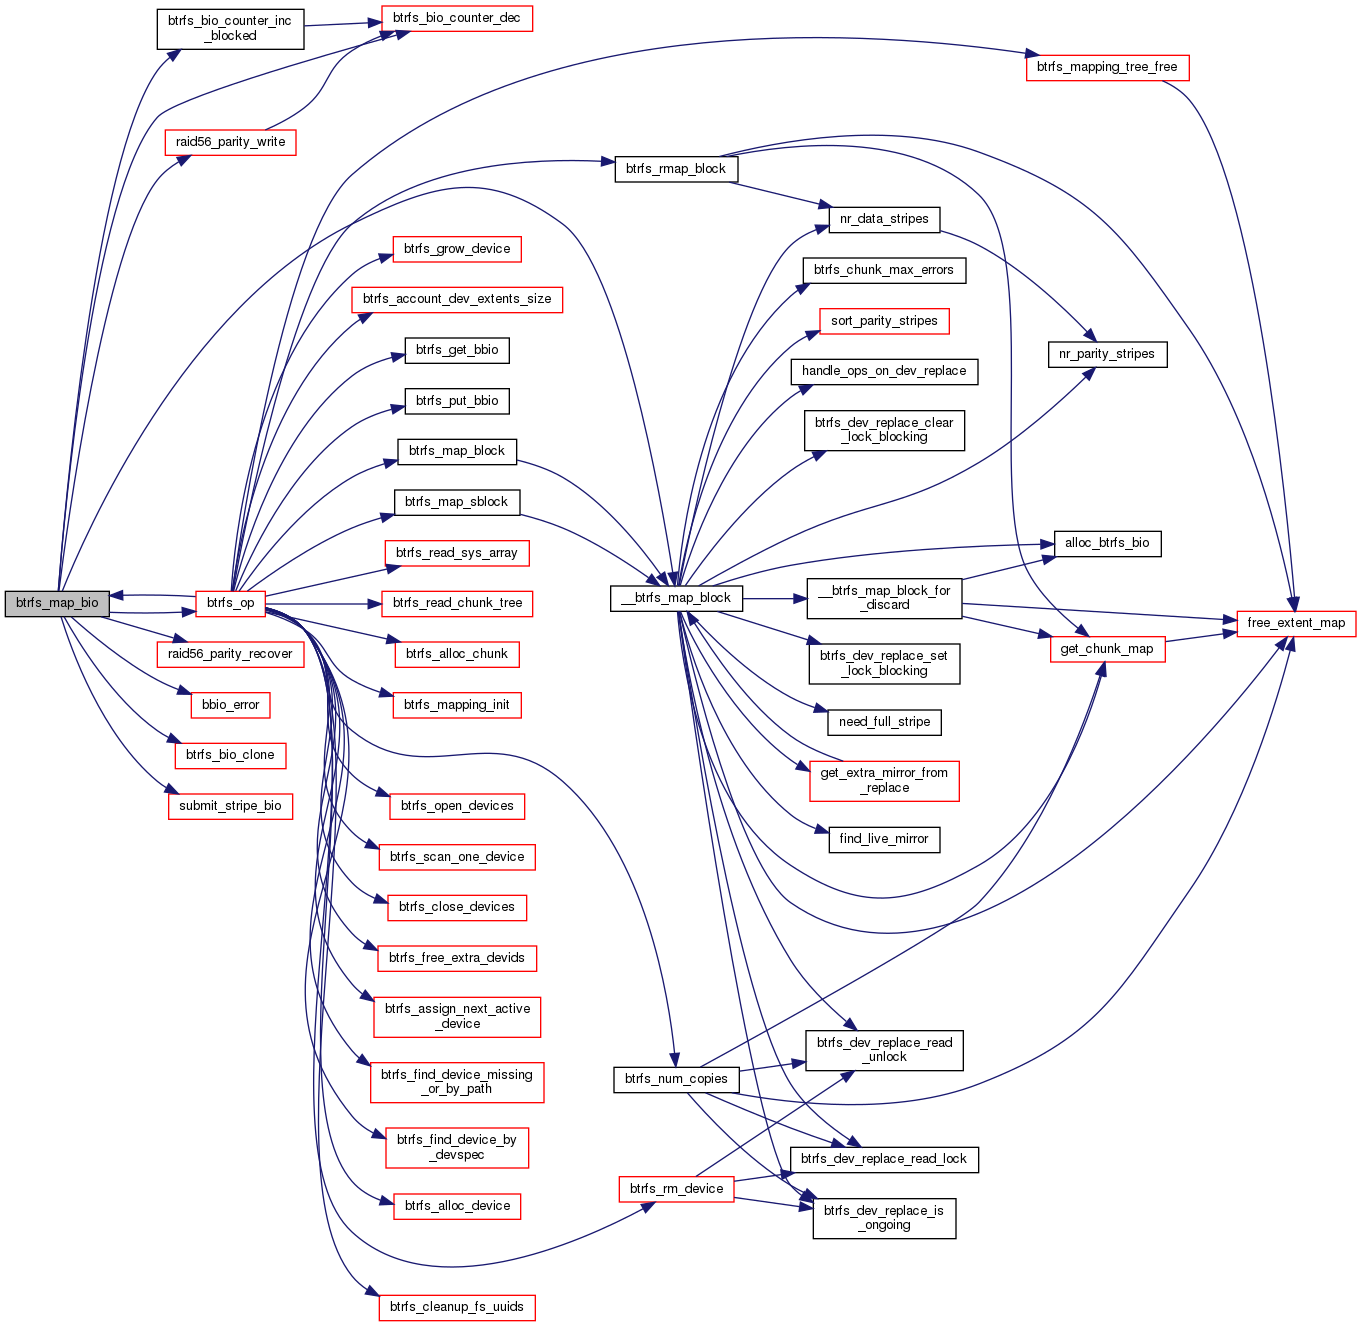 btrfs_bio_counter_inc
_blocked
btrfs_bio_counter_dec
btrfs_mapping_tree_free
raid56_parity_write
btrfs_rmap_block
nr_data_stripes
btrfs_grow_device
btrfs_chunk_max_errors
btrfs_account_dev_extents_size
sort_parity_stripes
btrfs_get_bbio
nr_parity_stripes
handle_ops_on_dev_replace
btrfs_put_bbio
btrfs_dev_replace_clear
_lock_blocking
btrfs_map_block
btrfs_map_sblock
alloc_btrfs_bio
btrfs_read_sys_array
btrfs_map_bio
btrfs_op
btrfs_read_chunk_tree
__btrfs_map_block
__btrfs_map_block_for
_discard
free_extent_map
raid56_parity_recover
btrfs_alloc_chunk
btrfs_dev_replace_set
_lock_blocking
get_chunk_map
bbio_error
btrfs_mapping_init
need_full_stripe
btrfs_bio_clone
get_extra_mirror_from
_replace
submit_stripe_bio
btrfs_open_devices
find_live_mirror
btrfs_scan_one_device
btrfs_close_devices
btrfs_free_extra_devids
btrfs_assign_next_active
_device
btrfs_dev_replace_read
_unlock
btrfs_find_device_missing
_or_by_path
btrfs_num_copies
btrfs_find_device_by
_devspec
btrfs_dev_replace_read_lock
btrfs_rm_device
btrfs_alloc_device
btrfs_dev_replace_is
_ongoing
btrfs_cleanup_fs_uuids